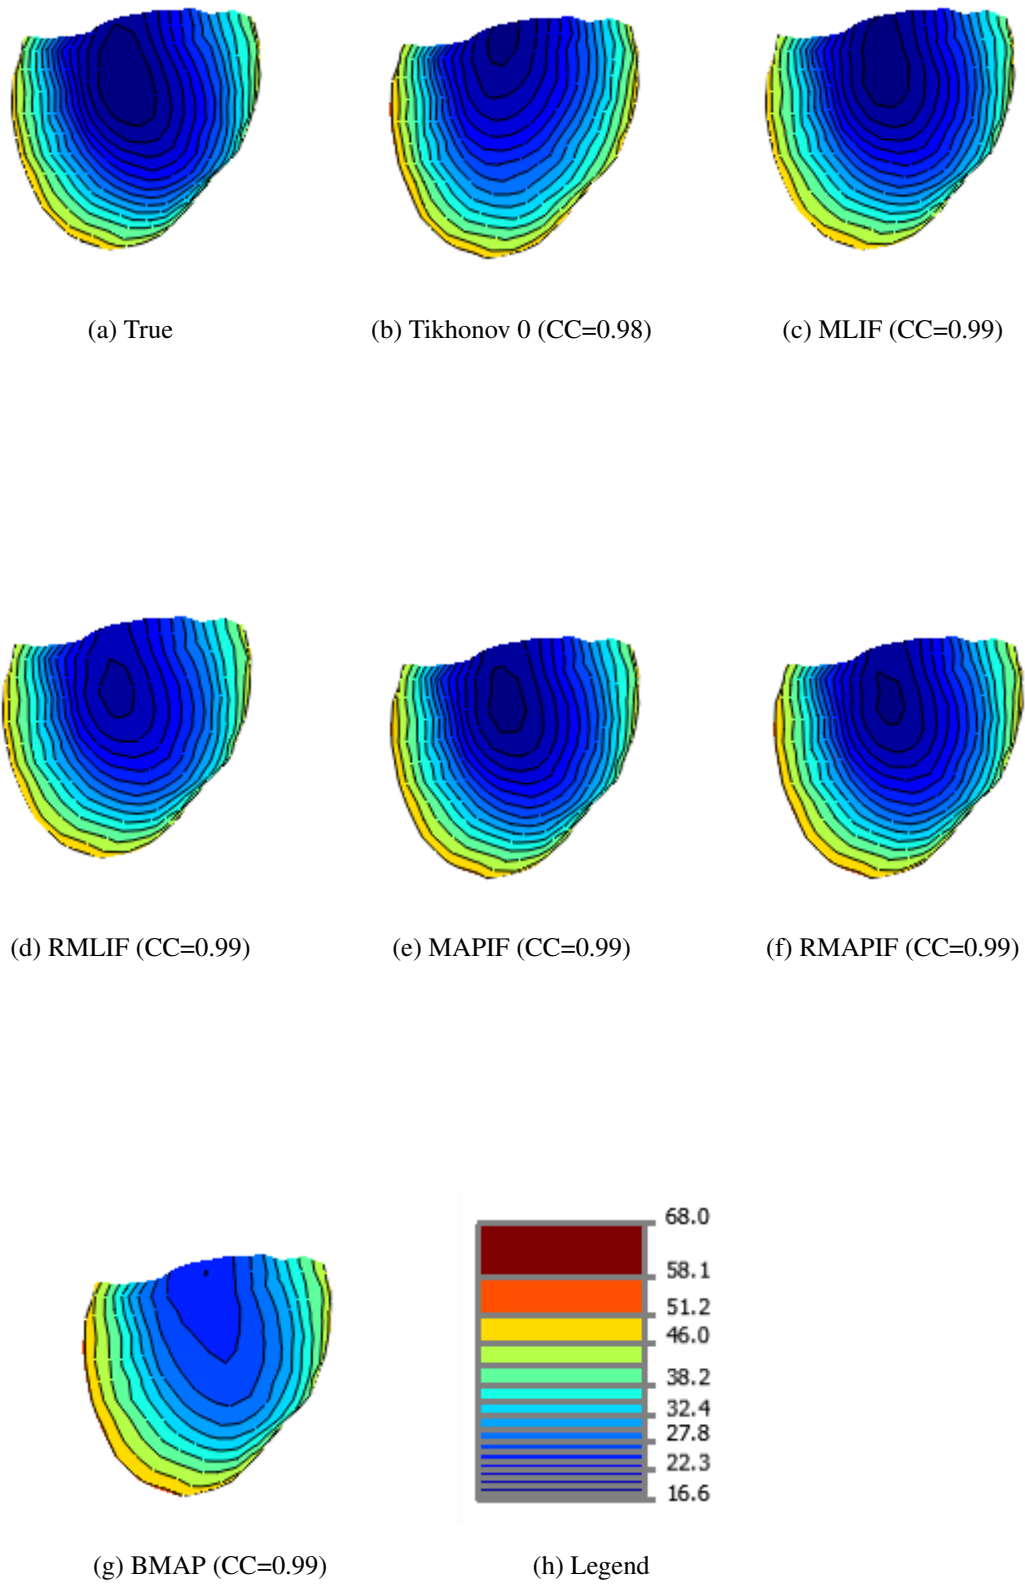 (a) True
(b) Tikhonov 0 (CC=0.98)
(c) MLIF (CC=0.99)
(d) RMLIF (CC=0.99)
(e) MAPIF (CC=0.99)
(f) RMAPIF (CC=0.99)
68.0
58.1
51.2
46.0
38.2
32.4
27.8
22.3
16.6
(g) BMAP (CC=0.99)
(h) Legend